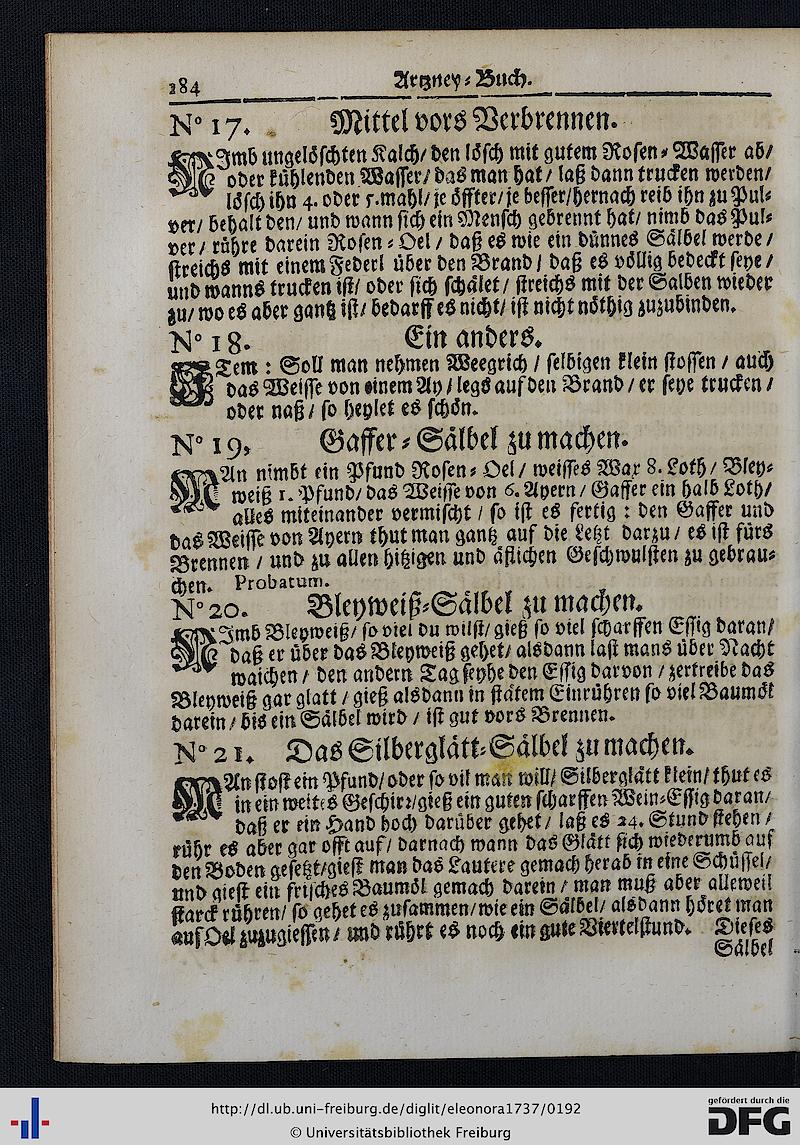 184 Artzney-Buch.
No 17. Mittel vors Verbrennen.
NImb ungelöschten Kalch/ den lösch mit gutem Rosen-Wasser ab/
oder kühlenden Wasser/ das man hat/ laß dann trucken werden/
lösch ihn 4. oder 5. mahl/ je öffter/ je besser/ hernach reib ihn zu Pul-
ver/ behalt den/ und wann sich ein Mensch gebrennt hat/ nimb das Pul-
ver/ rühre darein Rosen-Oel/ daß es wie ein dünnes Sälbel werde/
streichs mit einem Federl über den Brand/ daß es völlig bedeckt seye/
und wanns trucken ist/ oder sich schälet/ streichs mit der Salben wieder
zu/ wo es aber gantz ist/ bedarff es nicht/ ist nicht nöthig zuzubinden.
No 18. Ein anders.
ITem: Soll man nehmen Weegrich/ selbigen klein stossen/ auch
das Weisse von einem Ay/ legs auf den Brand/ er seye trucken/
oder naß/ so heylet es schön.
No 19, Gaffer-Sälbel zu machen.
MAn nimbt ein Pfund Rosen-Oel/ weisses Wax 8. Loth/ Bley-
weiß 1. Pfund/ das Weisse von 6. Ayern/ Gaffer ein halb Loth/
alles miteinander vermischt/ so ist es fertig: den Gaffer und
das Weisse von Ayern thut man gantz auf die Letzt darzu/ es ist fürs
Brennen/ und zu allen hitzigen und ästlichen Geschwulsten zu gebrau-
chen. Probatum.
No 20. Bleyweiß-Sälbel zu machen.
NImb Bleyweiß/ so viel du wilst/ gieß so viel scharffen Essig daran/
daß er über das Bleyweiß gehet/ alsdann last mans über Nacht
waichen/ den andern Tag seyhe den Essig darvon/ zertreibe das
Bleyweiß gar glatt/ gieß alsdann in stätem Einrühren so viel Baumöl
darein/ bis ein Sälbel wird/ ist gut vors Brennen.
No 21. Das Silberglätt-Sälbel zu machen.
MAn stost ein Pfund/ oder so vil man will/ Silberglätt klein/ thut es
in ein weites Geschirr/ gieß ein guten scharffen Wein-Essig daran/
daß er ein Hand hoch darüber gehet/ laß es 24. Stund stehen/
rühr es aber gar offt auf/ darnach wann das Glätt sich wiederumb auf
den Boden gesetzt/ giest man das Lautere gemach herab in eine Schüssel/
und giest ein frisches Baumöl gemach darein/ man muß aber alleweil
starck rühren/ so gehet es zusammen/ wie ein Sälbel/ alsdann höret man
auf Oel zuzugiessen/ und rührt es noch ein gute Viertelstund. Dieses
Sälbel
http://dl.ub.uni-freiburg.de/diglit/eleonora1737/0192
© Universitätsbibliothek Freiburg
gefördert durch die
DFG